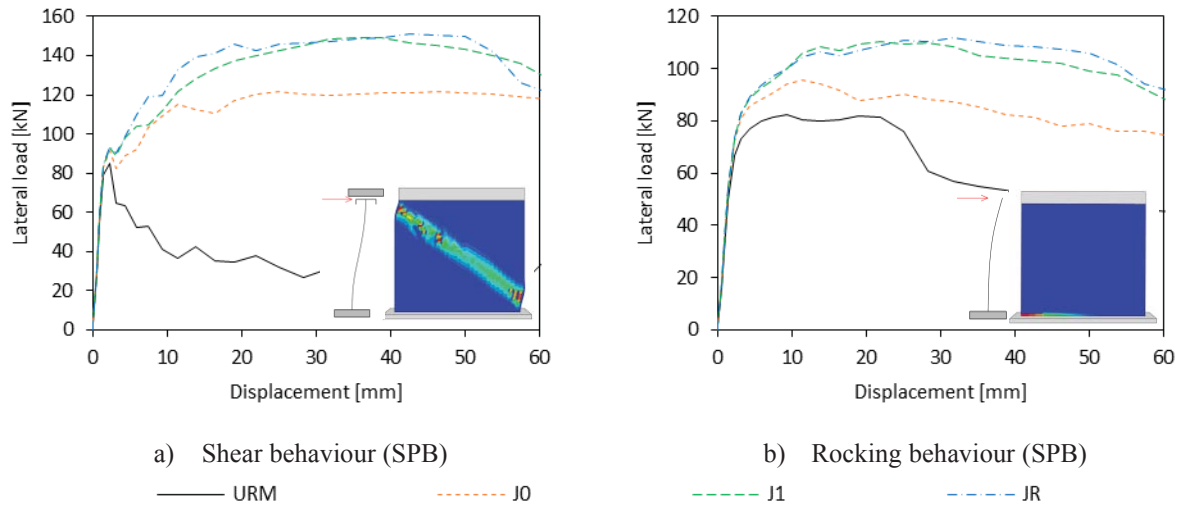 160
140
120
100
80
60
40
20
0
Lateral load [kN]
0 10 20 30 40 50 60
Displacement [mm]
a) Shear behaviour (SPB)
120
100
80
60
40
20
0
Lateral load [kN]
0 10 20 30 40 50 60
Displacement [mm]
b) Rocking behaviour (SPB)
URM J0 J1 JR